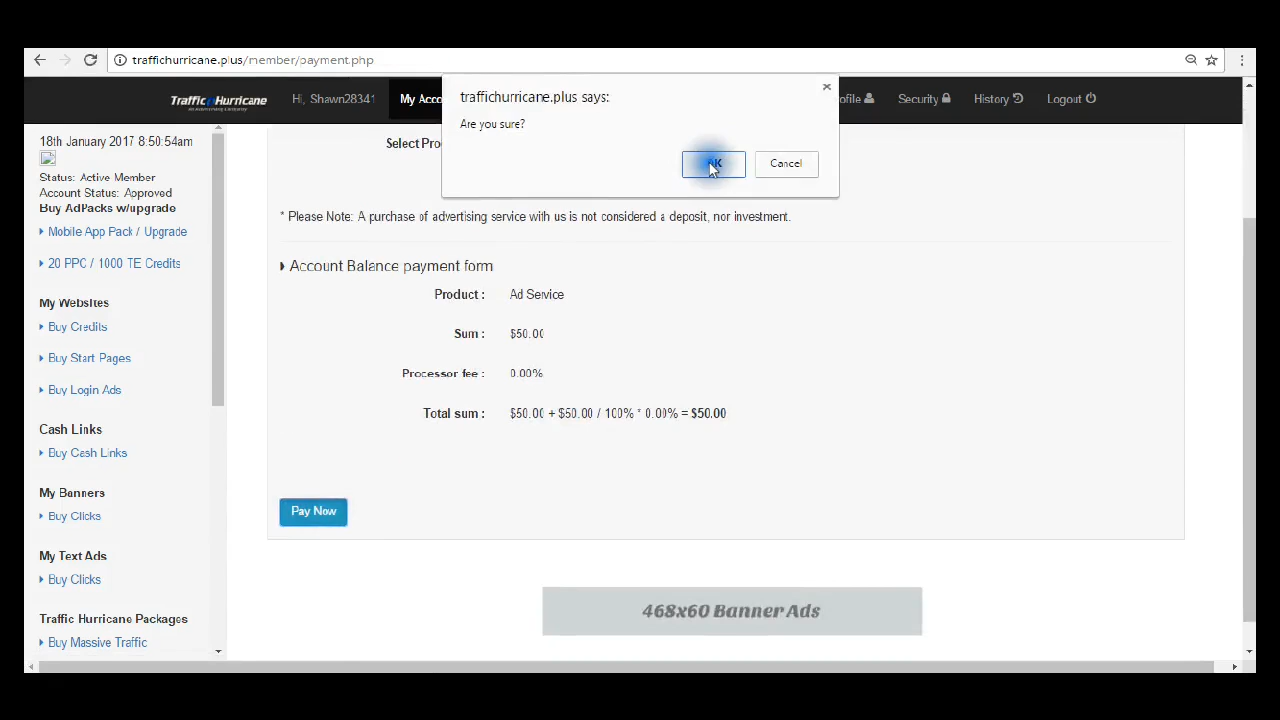 traffichurricane.plus/member/payment.php
Traffic Hurricane
Hi, Shawn28341
My Acco
ofile
Security
History
Logout
traffichurricane.plus says:
Are you sure?
OK
Cancel
18th January 2017 8:50:54am
Status: Active Member
Account Status: Approved
Buy AdPacks w/upgrade
Mobile App Pack / Upgrade
20 PPC / 1000 TE Credits
My Websites
Buy Credits
Buy Start Pages
Buy Login Ads
Cash Links
Buy Cash Links
My Banners
Buy Clicks
My Text Ads
Buy Clicks
Traffic Hurricane Packages
Buy Massive Traffic
Select Pro
* Please Note: A purchase of advertising service with us is not considered a deposit, nor investment.
Account Balance payment form
Product : Ad Service
Sum : $50.00
Processor fee : 0.00%
Total sum : $50.00 + $50.00 / 100% * 0.00% = $50.00
Pay Now
468x60 Banner Ads